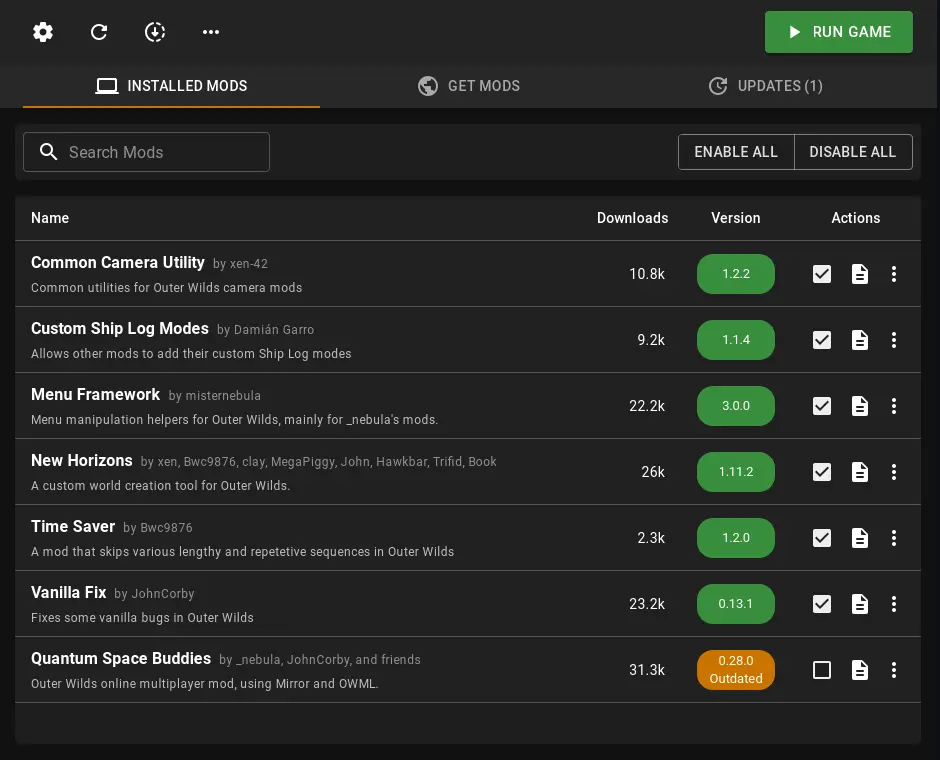 RUN GAME
INSTALLED MODS
GET MODS
UPDATES (1)
Search Mods
ENABLE ALL
DISABLE ALL
Name Downloads Version Actions
Common Camera Utility by xen-42
Common utilities for Outer Wilds camera mods
10.8k
1.2.2
Custom Ship Log Modes by Damián Garro
Allows other mods to add their custom Ship Log modes
9.2k
1.1.4
Menu Framework by misternebula
Menu manipulation helpers for Outer Wilds, mainly for _nebula's mods.
22.2k
3.0.0
New Horizons by xen, Bwc9876, clay, MegaPiggy, John, Hawkbar, Trifid, Book
A custom world creation tool for Outer Wilds.
26k
1.11.2
Time Saver by Bwc9876
A mod that skips various lengthy and repetetive sequences in Outer Wilds
2.3k
1.2.0
Vanilla Fix by JohnCorby
Fixes some vanilla bugs in Outer Wilds
23.2k
0.13.1
Quantum Space Buddies by _nebula, JohnCorby, and friends
Outer Wilds online multiplayer mod, using Mirror and OWML.
31.3k
0.28.0
Outdated